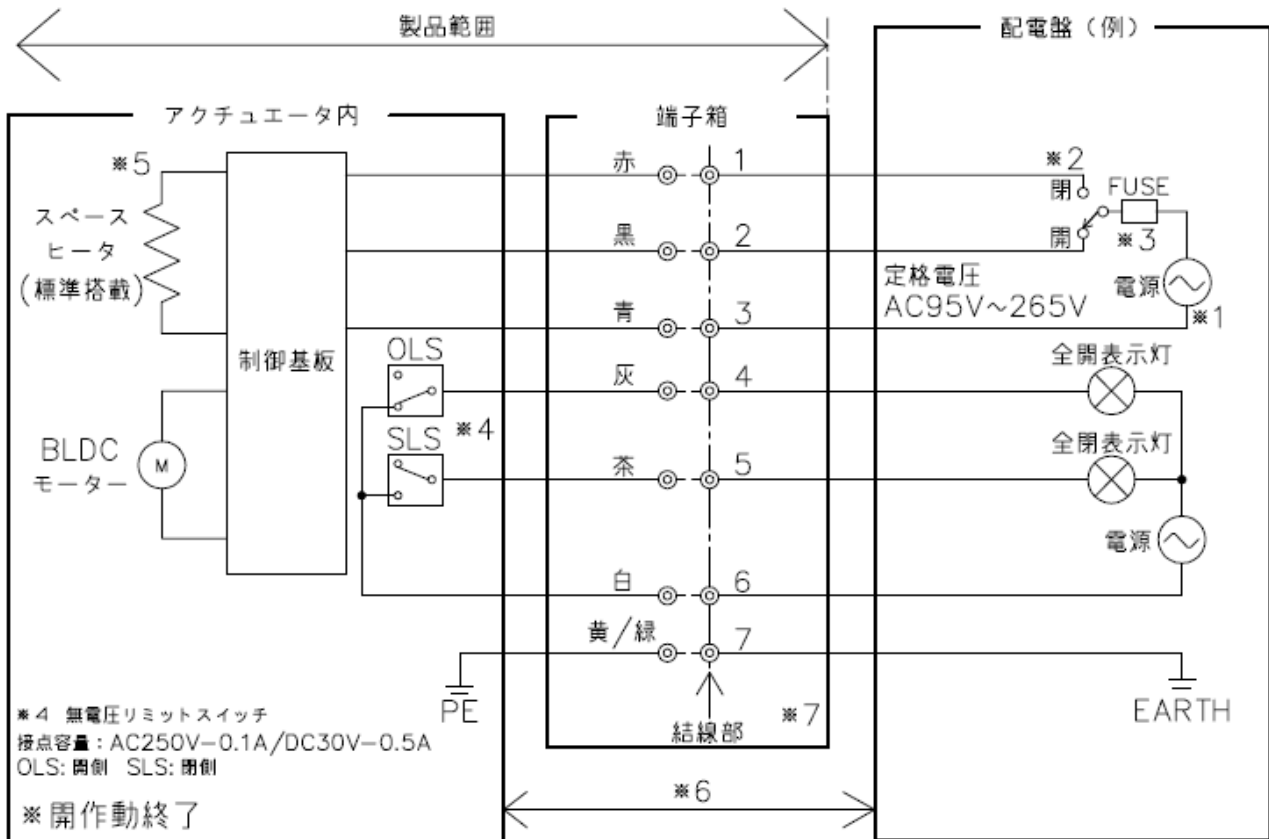 製品範囲
配電盤（例）
アクチュエータ内
端子箱
※5
スペース
ヒータ
(標準搭載)
制御基板
BLDC
モーター
M
OLS
SLS
※4
赤
1
黒
2
青
3
灰
4
茶
5
白
6
黄/緑
7
※2
閉
開
FUSE
※3
電源
※1
定格電圧
AC95V～265V
全開表示灯
全閉表示灯
電源
PE
EARTH
結線部
※7
※6
※4 無電圧リミットスイッチ
接点容量：AC250V-0.1A/DC30V-0.5A
OLS: 開側 SLS: 閉側
※開作動終了